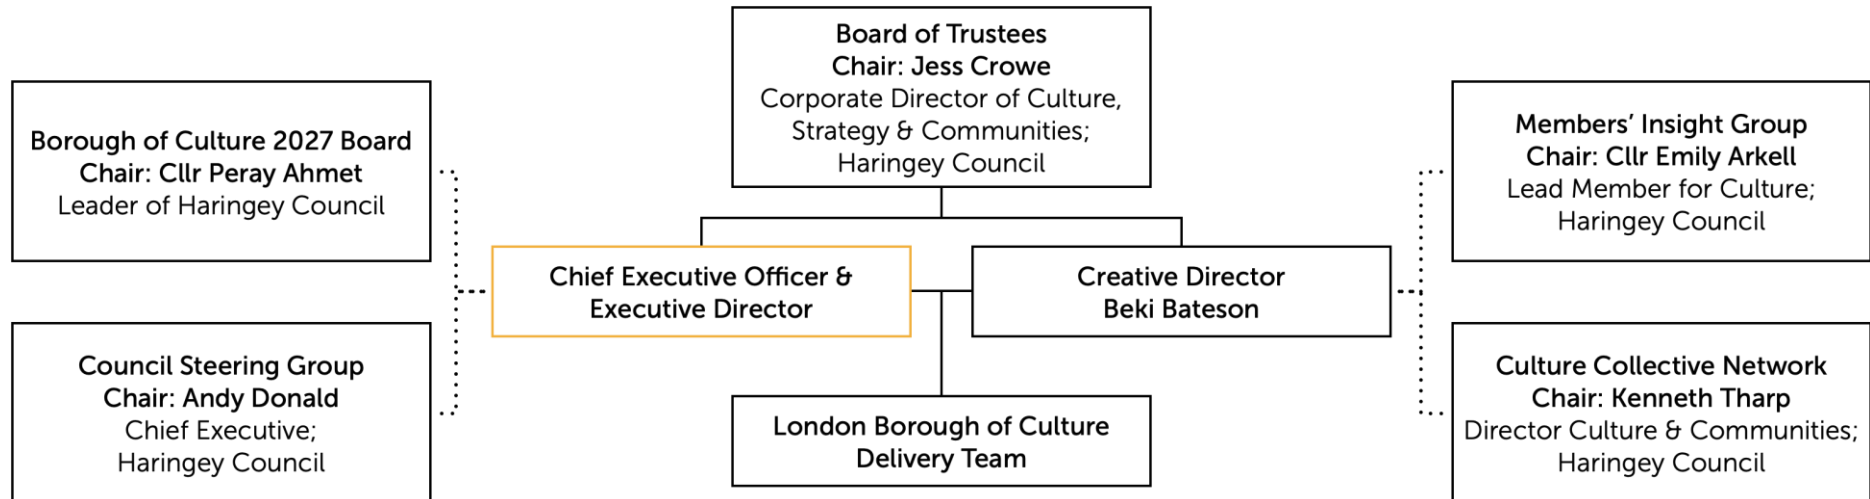 Board of Trustees
Chair: Jess Crowe
Corporate Director of Culture,
Strategy & Communities;
Haringey Council
Borough of Culture 2027 Board
Chair: Cllr Peray Ahmet
Leader of Haringey Council
Members’ Insight Group
Chair: Cllr Emily Arkell
Lead Member for Culture;
Haringey Council
Chief Executive Officer &
Executive Director
Creative Director
Beki Bateson
Council Steering Group
Chair: Andy Donald
Chief Executive;
Haringey Council
London Borough of Culture
Delivery Team
Culture Collective Network
Chair: Kenneth Tharp
Director Culture & Communities;
Haringey Council